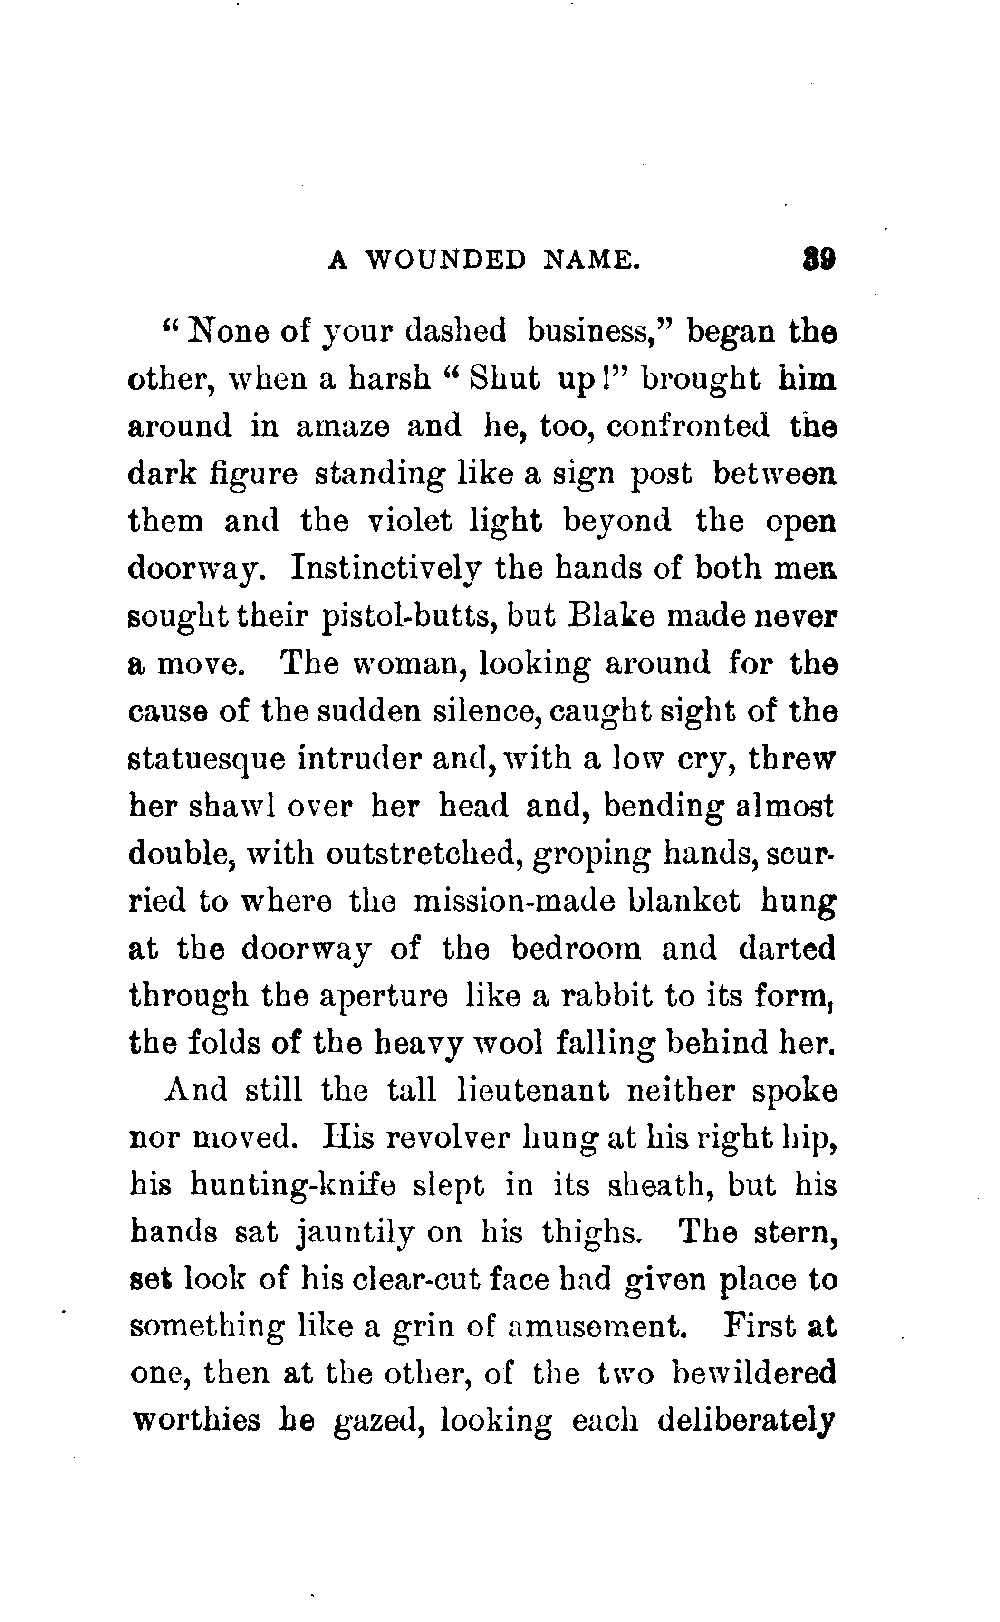 A WOUNDED NAME. 39
“None of your dashed business,” began the
other, when a harsh “Shut up!” brought him
around in amaze and he, too, confronted the
dark figure standing like a sign post between
them and the violet light beyond the open
doorway. Instinctively the hands of both men
sought their pistol-butts, but Blake made never
a move. The woman, looking around for the
cause of the sudden silence, caught sight of the
statuesque intruder and, with a low cry, threw
her shawl over her head and, bending almost
double, with outstretched, groping hands, scur-
ried to where the mission-made blanket hung
at the doorway of the bedroom and darted
through the aperture like a rabbit to its form,
the folds of the heavy wool falling behind her.
And still the tall lieutenant neither spoke
nor moved. His revolver hung at his right hip,
his hunting-knife slept in its sheath, but his
hands sat jauntily on his thighs. The stern,
set look of his clear-cut face had given place to
something like a grin of amusement. First at
one, then at the other, of the two bewildered
worthies he gazed, looking each deliberately